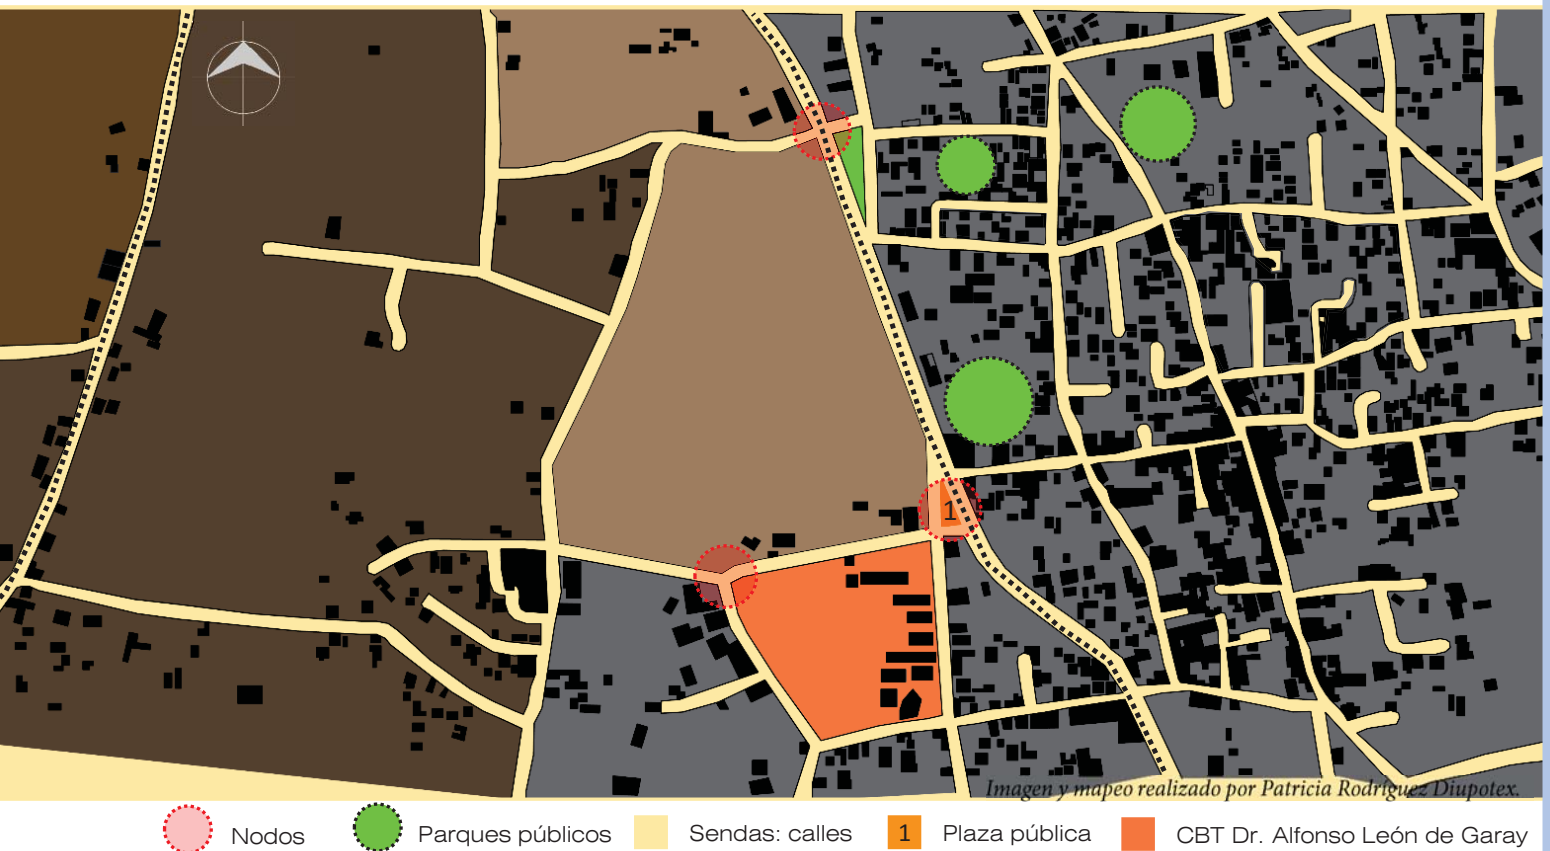 1
Imagen y mapeo realizado por Patricia Rodríguez Diupotex.
Nodos Parques públicos Sendas: calles 1 Plaza pública CBT Dr. Alfonso León de Garay